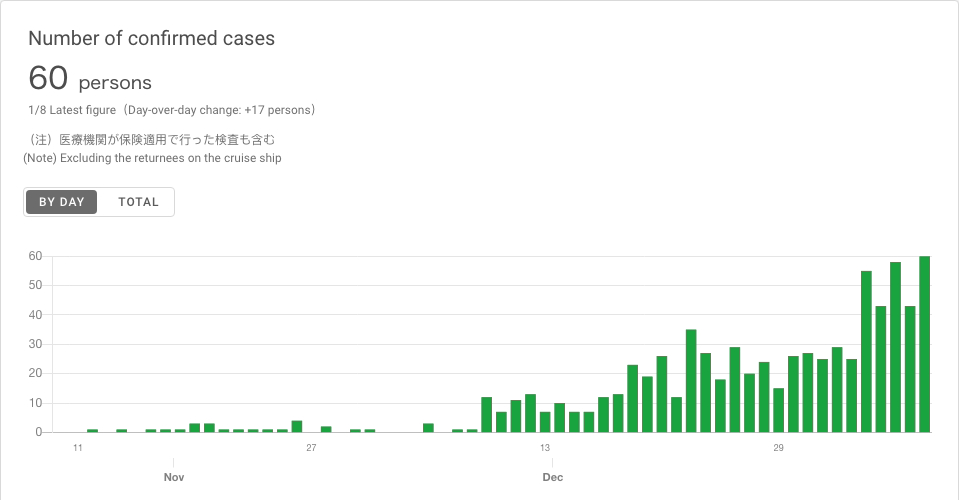 Number of confirmed cases
60 persons
1/8 Latest figure（Day-over-day change: +17 persons）
（注）医療機関が保険適用で行った検査も含む
(Note) Excluding the returnees on the cruise ship
BY DAY TOTAL
60
50
40
30
20
10
0
11 27 13 29
Nov Dec